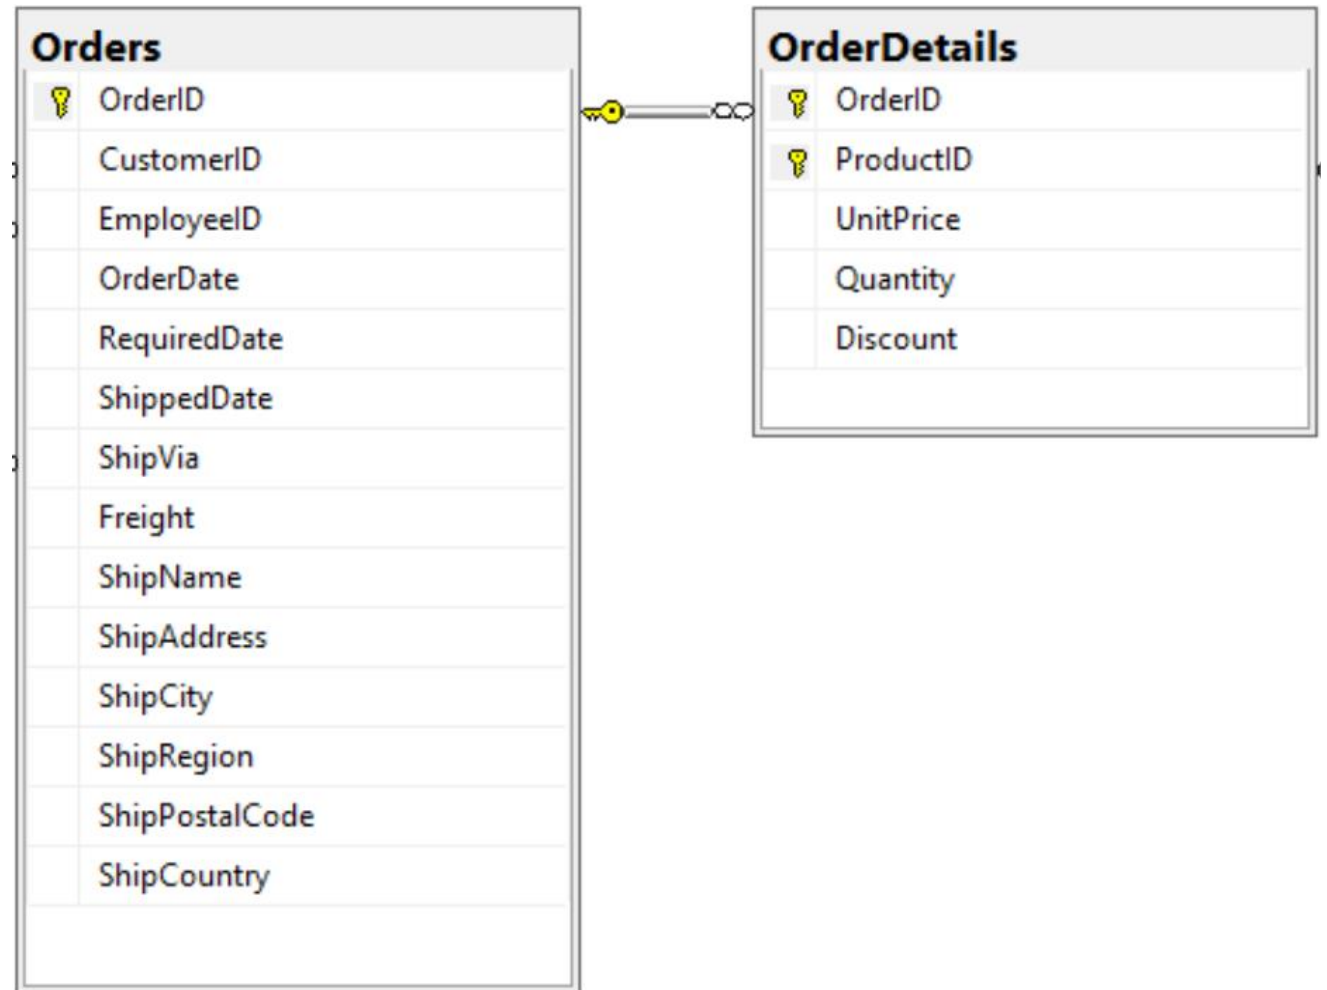 Orders
OrderID
CustomerID
EmployeeID
OrderDate
RequiredDate
ShippedDate
ShipVia
Freight
ShipName
ShipAddress
ShipCity
ShipRegion
ShipPostalCode
ShipCountry
OrderDetails
OrderID
ProductID
UnitPrice
Quantity
Discount